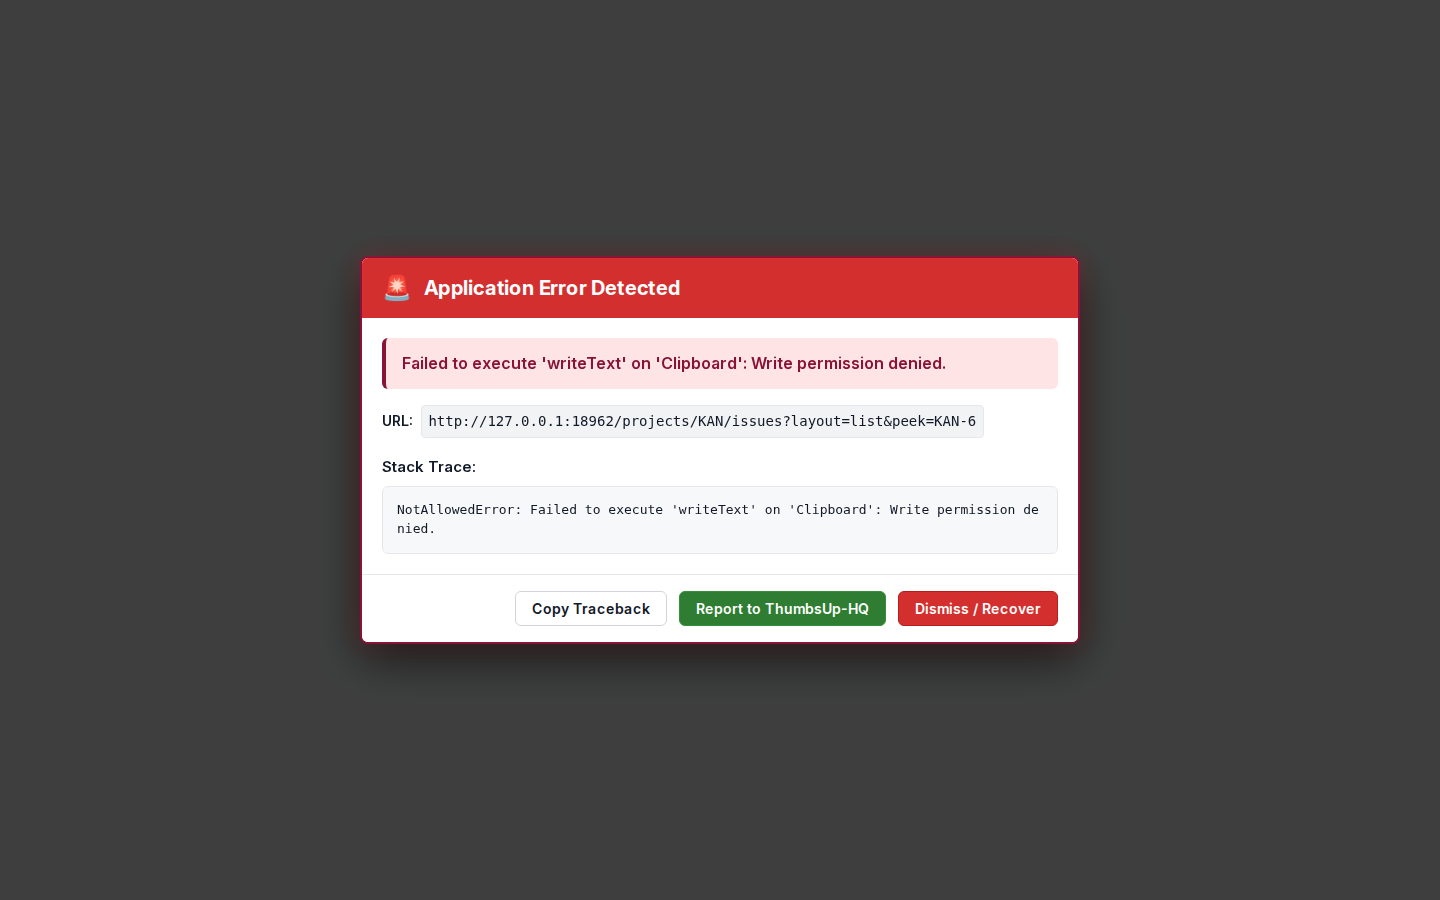 Application Error Detected
Failed to execute 'writeText' on 'Clipboard': Write permission denied.
URL: http://127.0.0.1:18962/projects/KAN/issues?layout=list&peek=KAN-6
Stack Trace:
NotAllowedError: Failed to execute 'writeText' on 'Clipboard': Write permission de
nied.
Copy Traceback Report to ThumbsUp-HQ Dismiss / Recover